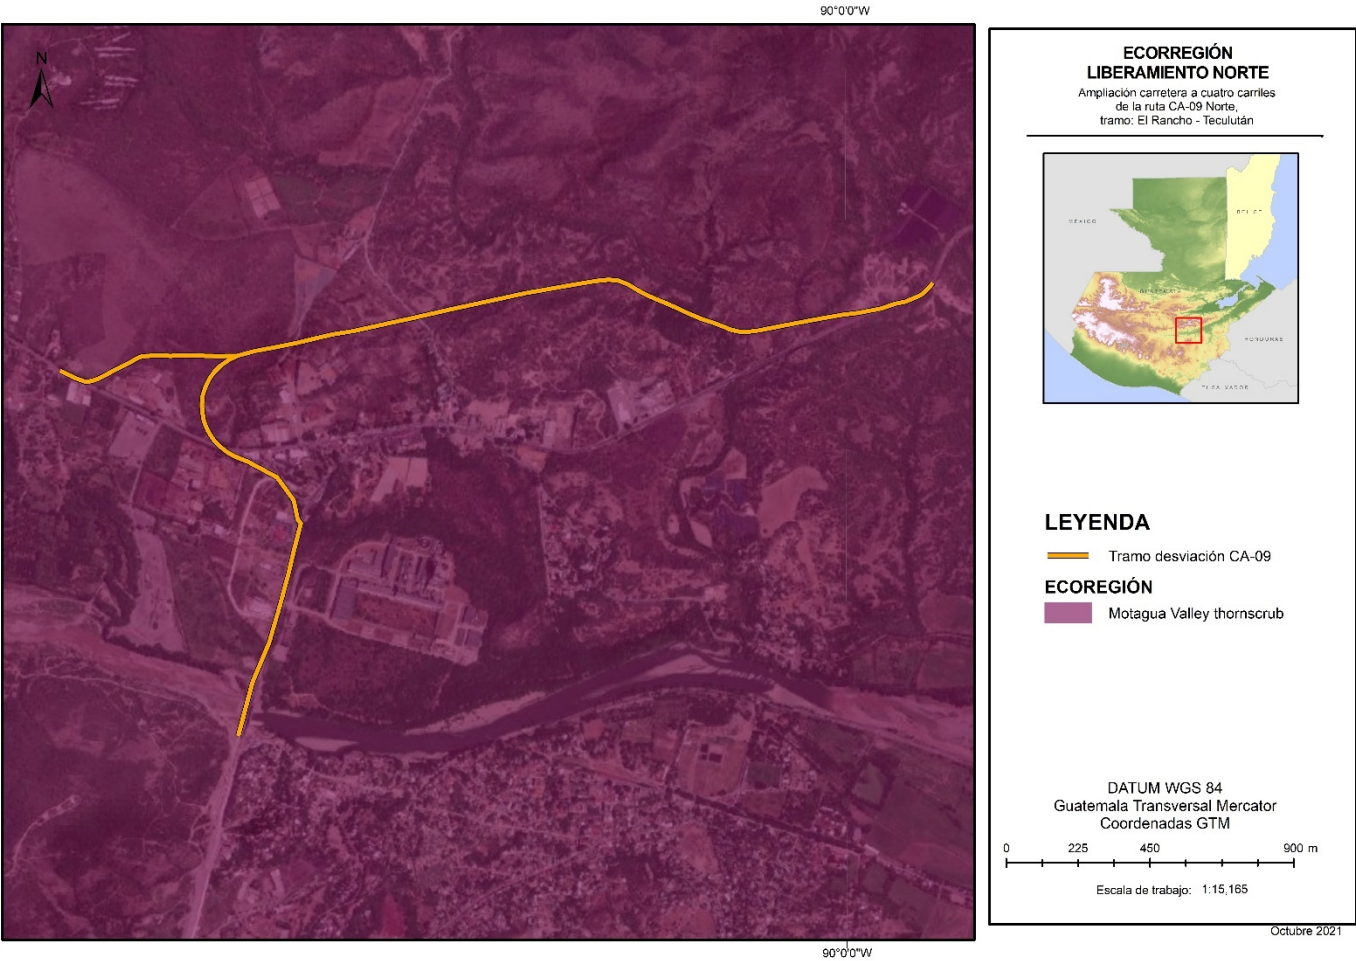 90°0'0"W
N
ECORREGIÓN
LIBERAMIENTO NORTE
Ampliación carretera a cuatro carriles
de la ruta CA-09 Norte,
tramo: El Rancho - Teculután
MÉXICO
BELICE
GUATEMALA
HONDURAS
EL SALVADOR
LEYENDA
Tramo desviación CA-09
ECOREGIÓN
Motagua Valley thornscrub
DATUM WGS 84
Guatemala Transversal Mercator
Coordenadas GTM
0 225 450 900 m
Escala de trabajo: 1:15,165
Octubre 2021
90°0'0"W